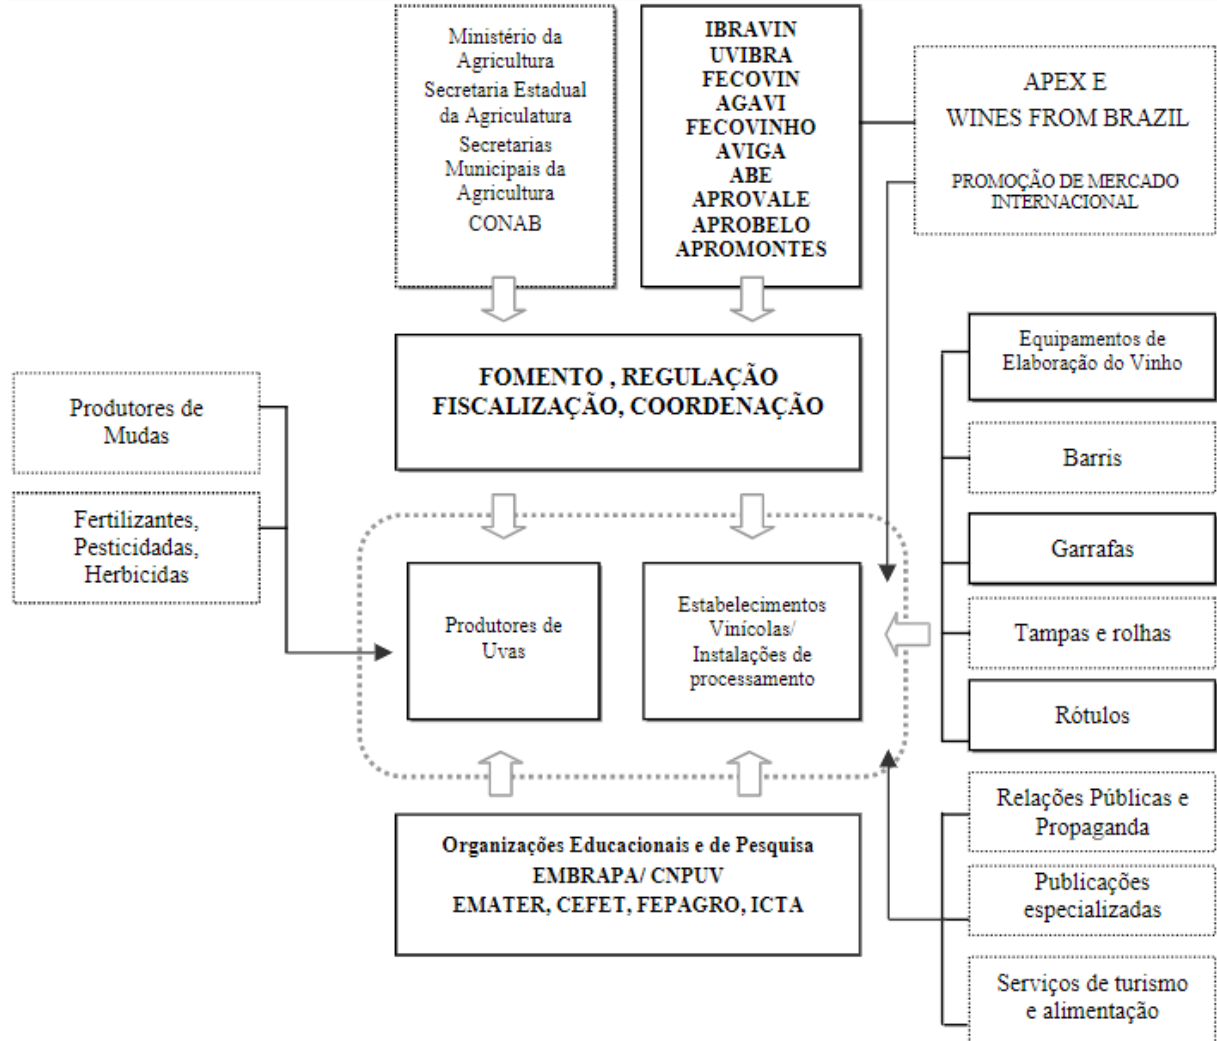 Ministério da
Agricultura
Secretaria Estadual
da Agriculatura
Secretarias
Municipais da
Agricultura
CONAB
IBRAVIN
UVIBRA
FECOVIN
AGAVI
FECOVINHO
AVIGA
ABE
APROVALE
APROBELO
APROMONTES
APEX E
WINES FROM BRAZIL
PROMOÇÃO DE MERCADO
INTERNACIONAL
FOMENTO , REGULAÇÃO
FISCALIZAÇÃO, COORDENAÇÃO
Produtores de
Mudas
Fertilizantes,
Pesticidadas,
Herbicidas
Produtores de
Uvas
Estabelecimentos
Vinícolas/
Instalações de
processamento
Equipamentos de
Elaboração do Vinho
Barris
Garrafas
Tampas e rolhas
Rótulos
Organizações Educacionais e de Pesquisa
EMBRAPA/ CNPUV
EMATER, CEFET, FEPAGRO, ICTA
Relações Públicas e
Propaganda
Publicações
especializadas
Serviços de turismo
e alimentação